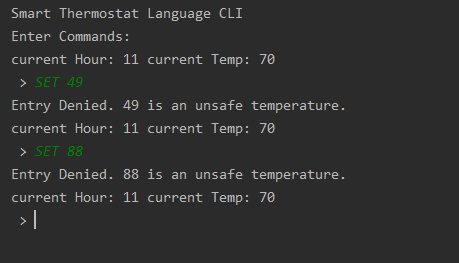 Smart Thermostat Language CLI
Enter Commands:
current Hour: 11 current Temp: 70
> SET 49
Entry Denied. 49 is an unsafe temperature.
current Hour: 11 current Temp: 70
> SET 88
Entry Denied. 88 is an unsafe temperature.
current Hour: 11 current Temp: 70
>